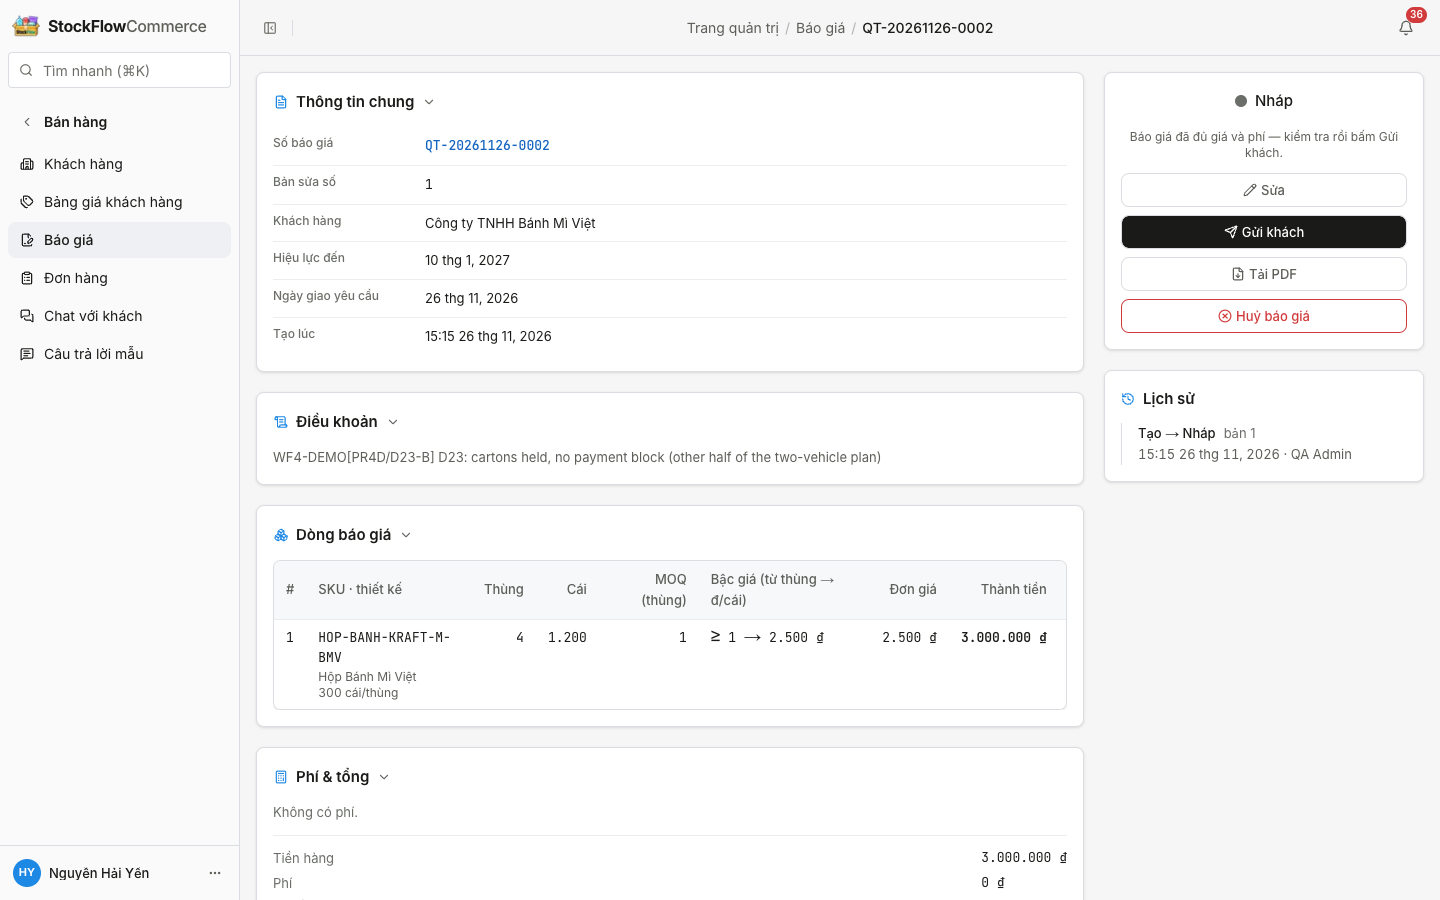 StockFlowCommerce
Tìm nhanh (⌘K)
Bán hàng
Khách hàng
Bảng giá khách hàng
Báo giá
Đơn hàng
Chat với khách
Câu trả lời mẫu
HY
Nguyễn Hải Yến
Trang quản trị / Báo giá / QT-20261126-0002
36
Thông tin chung
Số báo giá
QT-20261126-0002
Bản sửa số
1
Khách hàng
Công ty TNHH Bánh Mì Việt
Hiệu lực đến
10 thg 1, 2027
Ngày giao yêu cầu
26 thg 11, 2026
Tạo lúc
15:15 26 thg 11, 2026
Điều khoản
WF4-DEMO[PR4D/D23-B] D23: cartons held, no payment block (other half of the two-vehicle plan)
Dòng báo giá
# SKU · thiết kế Thùng Cái MOQ (thùng) Bậc giá (từ thùng → đ/cái) Đơn giá Thành tiền
1 HOP-BANH-KRAFT-M- 4 1.200 1 ≥ 1 → 2.500 ₫ 2.500 ₫ 3.000.000 ₫
BMV
Hộp Bánh Mì Việt
300 cái/thùng
Phí & tổng
Không có phí.
Tiền hàng 3.000.000 ₫
Phí 0 ₫
Nháp
Báo giá đã đủ giá và phí — kiểm tra rồi bấm Gửi
khách.
Sửa
Gửi khách
Tải PDF
Huỷ báo giá
Lịch sử
Tạo → Nháp bản 1
15:15 26 thg 11, 2026 · QA Admin